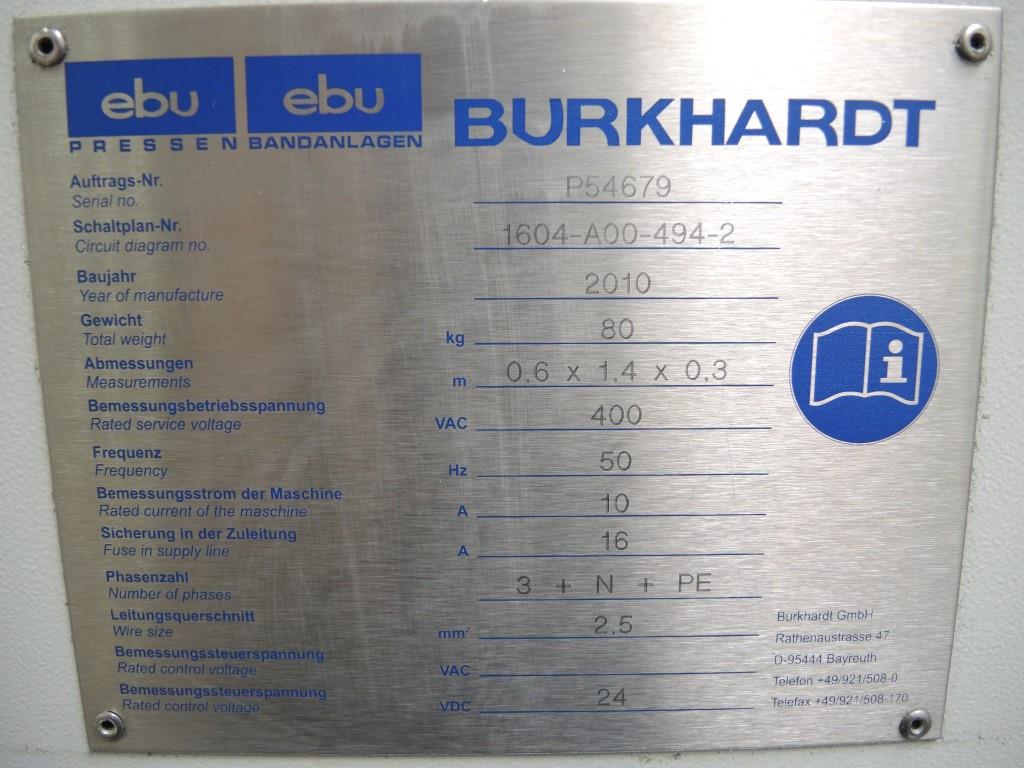 ebu ebu
PRESSEN BANDANLAGEN BURKHARDT
Auftrags-Nr. P54679
Serial no.
Schaltplan-Nr. 1604-A00-494-2
Circuit diagram no.
Baujahr 2010
Year of manufacture
Gewicht kg 80
Total weight
Abmessungen m 0,6 x 1,4 x 0,3
Measurements
Bemessungsbetriebsspannung VAC 400
Rated service voltage
Frequenz Hz 50
Frequency
Bemessungsstrom der Maschine A 10
Rated current of the maschine
Sicherung in der Zuleitung A 16
Fuse in supply line
Phasenzahl 3 + N + PE
Number of phases
Leitungsquerschnitt mm² 2,5
Wire size
Bemessungssteuerspannung VAC
Rated control voltage
Bemessungssteuerspannung VDC 24
Rated control voltage
i
Burkhardt GmbH
Rathenaustrasse 47
D-95444 Bayreuth
Telefon +49/921/508-0
Telefax +49/921/508-170